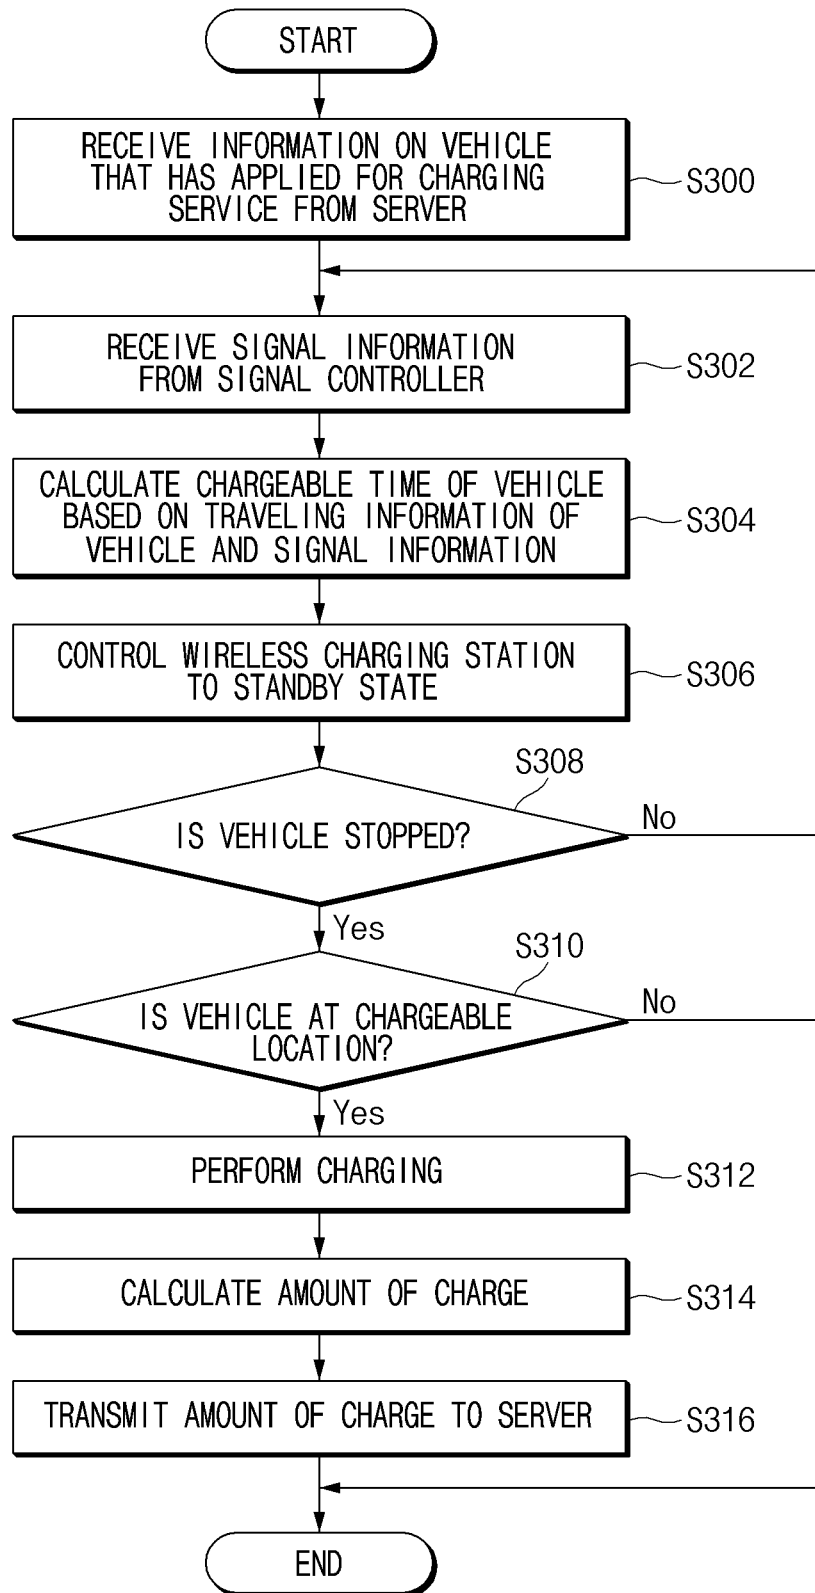 START
RECEIVE INFORMATION ON VEHICLE
THAT HAS APPLIED FOR CHARGING
SERVICE FROM SERVER
S300
RECEIVE SIGNAL INFORMATION
FROM SIGNAL CONTROLLER
S302
CALCULATE CHARGEABLE TIME OF VEHICLE
BASED ON TRAVELING INFORMATION OF
VEHICLE AND SIGNAL INFORMATION
S304
CONTROL WIRELESS CHARGING STATION
TO STANDBY STATE
S306
S308
IS VEHICLE STOPPED?
No
Yes
S310
IS VEHICLE AT CHARGEABLE
LOCATION?
No
Yes
PERFORM CHARGING
S312
CALCULATE AMOUNT OF CHARGE
S314
TRANSMIT AMOUNT OF CHARGE TO SERVER
S316
END